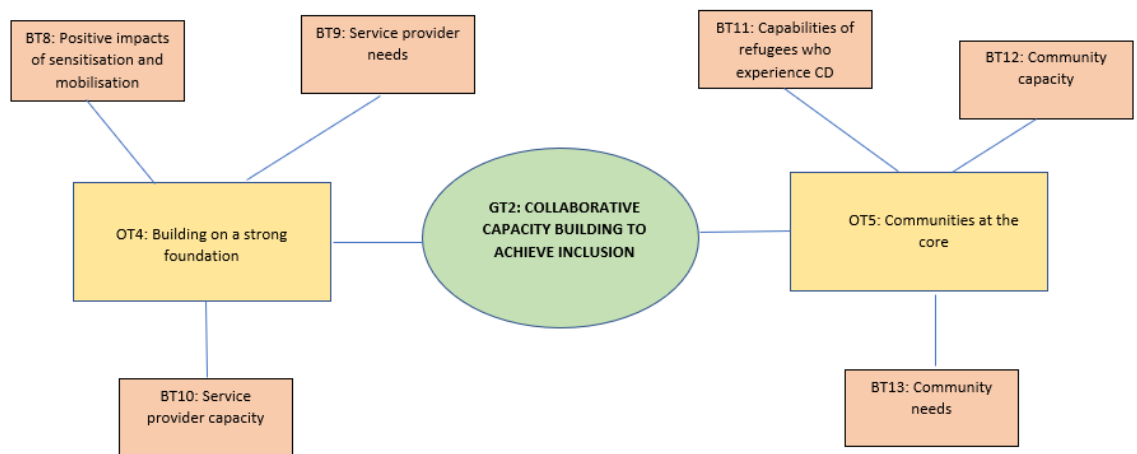 BT8: Positive impacts
of sensitisation and
mobilisation
BT9: Service provider
needs
BT11: Capabilities of
refugees who
experience CD
BT12: Community
capacity
OT4: Building on a strong
foundation
GT2: COLLABORATIVE
CAPACITY BUILDING TO
ACHIEVE INCLUSION
OT5: Communities at the
core
BT10: Service
provider capacity
BT13: Community
needs